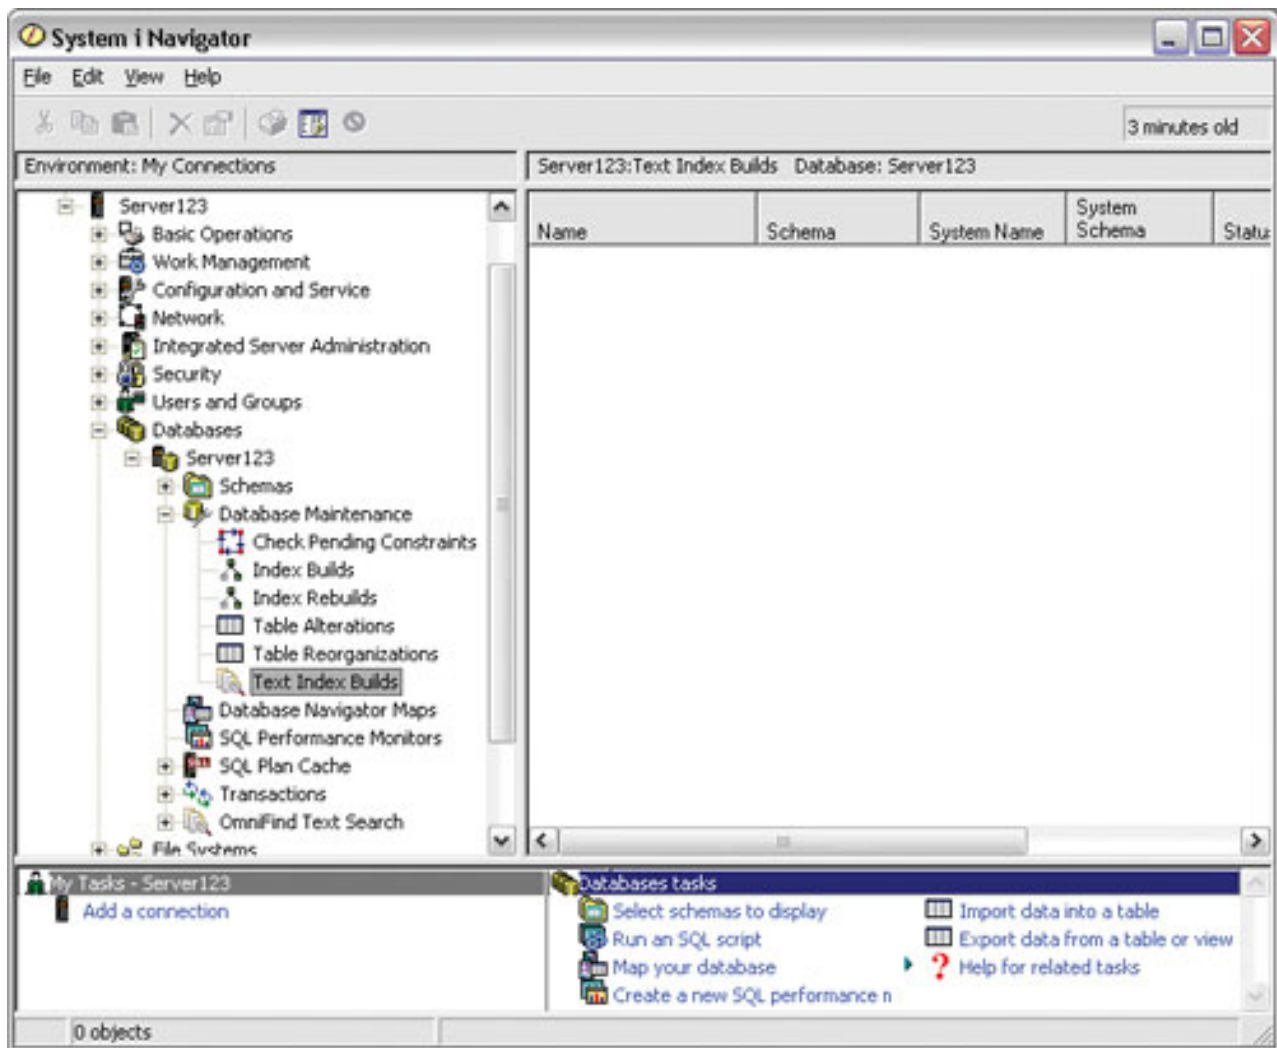 System i Navigator
File Edit View Help
3 minutes old
Environment: My Connections
Server123:Text Index Builds Database: Server123
Server123
Basic Operations
Work Management
Configuration and Service
Network
Integrated Server Administration
Security
Users and Groups
Databases
Server123
Schemas
Database Maintenance
Check Pending Constraints
Index Builds
Index Rebuilds
Table Alterations
Table Reorganizations
Text Index Builds
Database Navigator Maps
SQL Performance Monitors
SQL Plan Cache
Transactions
OmniFind Text Search
File Systems
Name Schema System Name System Schema Statu
My Tasks - Server123
Add a connection
Databases tasks
Select schemas to display
Run an SQL script
Map your database
Create a new SQL performance n
Import data into a table
Export data from a table or view
Help for related tasks
0 objects